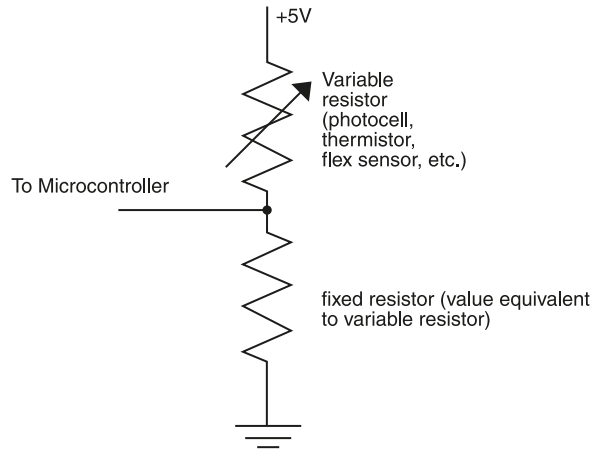 +5V
Variable
resistor
(photocell,
thermistor,
flex sensor, etc.)
To Microcontroller
fixed resistor (value equivalent
to variable resistor)